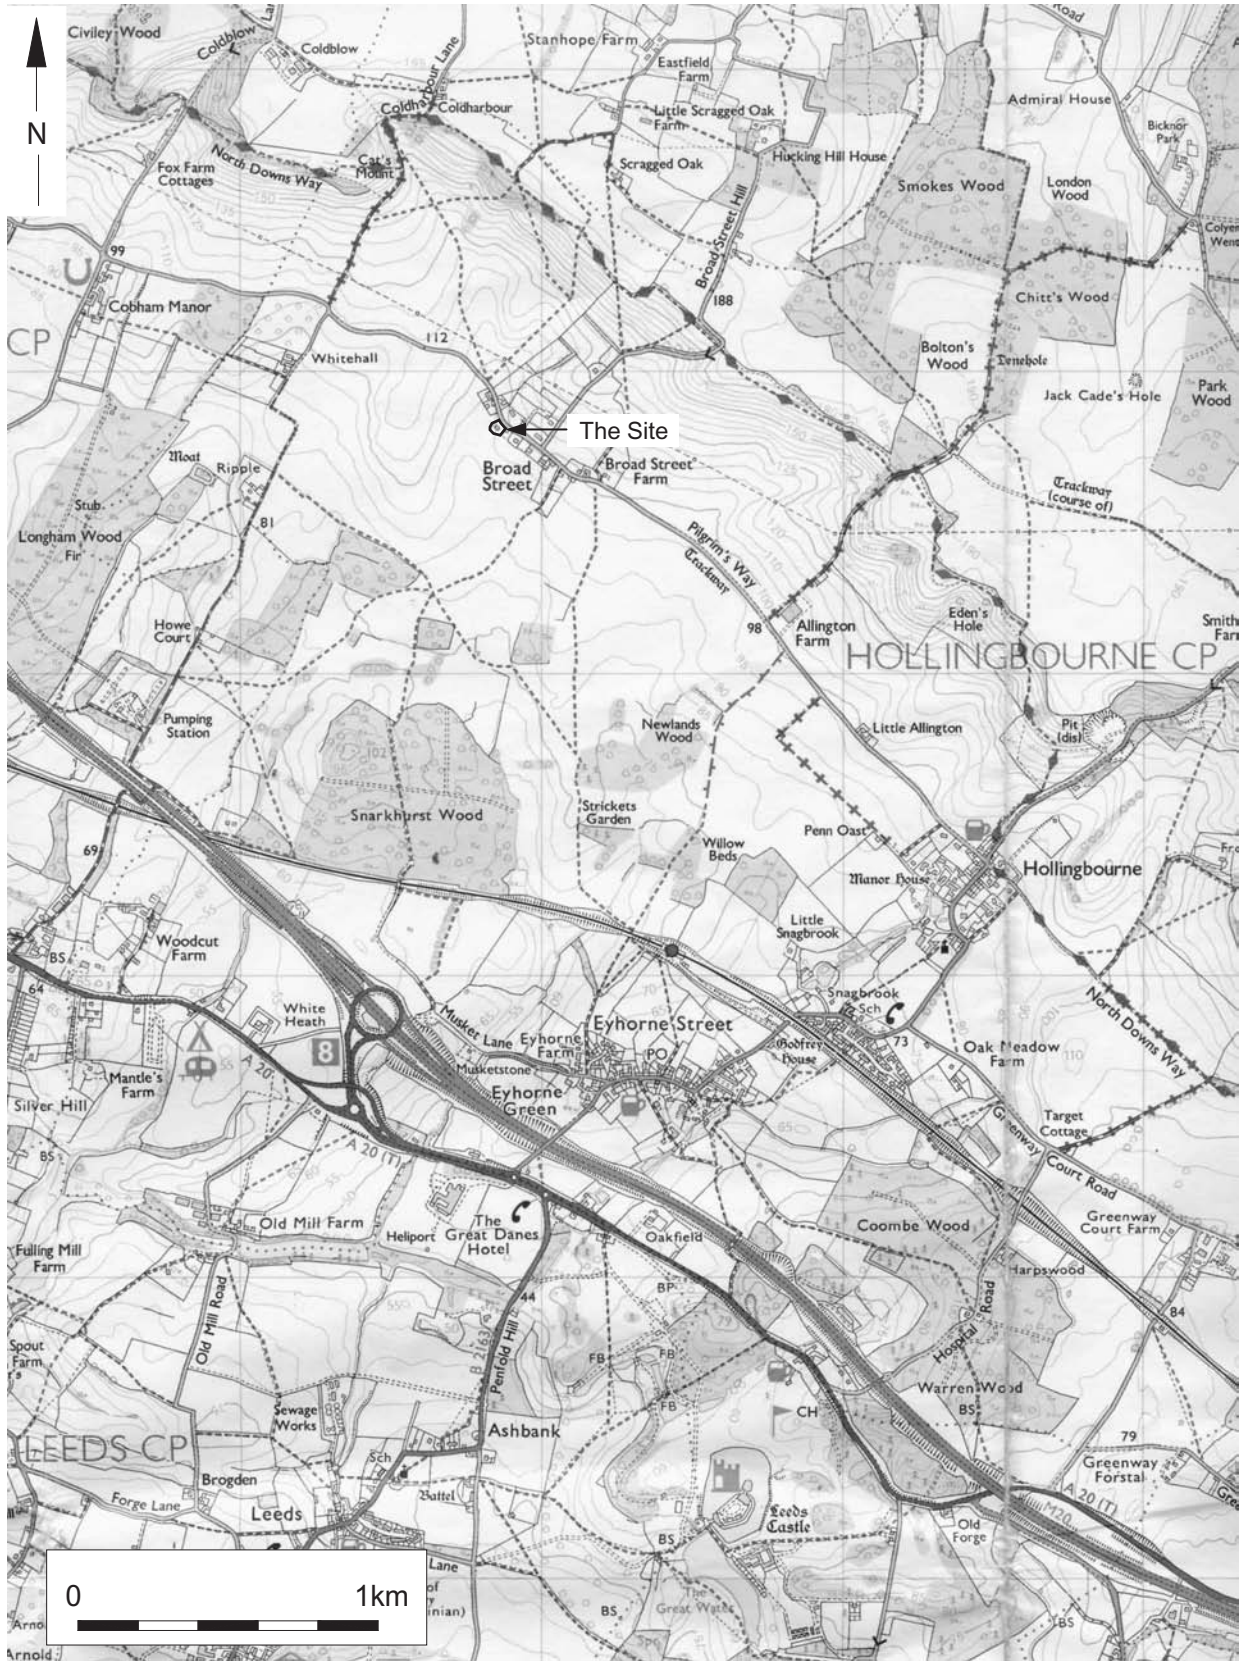 Civiley Wood
Coldblow
Coldblow
Stanhope Farm
Road
Eastfield
Farm
Coldharbour Lane
Coldharbour
Little Scragged Oak
Farm
Admiral House
Bicknor
Park
N
Fox Farm
Cottages
North Downs Way
Cat's
Mount
Scragged Oak
Hucking Hill House
Smokes Wood
London
Wood
99
Broad Street Hill
188
Cobham Manor
Chitt's Wood
CP
Whitehall
112
Bolton's
Wood
Denehole
Jack Cade's Hole
Park
Wood
The Site
Moat
Ripple
Broad
Street
Broad Street
Farm
Stub
Longham Wood
Fir
81
Trackway
(course of)
Pilgrim's Way
Trackway
Howe
Court
98
Allington
Farm
Eden's
Hole
HOLLINGBOURNE CP
Pumping
Station
Newlands
Wood
Little Allington
Pit
(dis)
102
Snarkhurst Wood
Strickets
Garden
Willow
Beds
Penn Oast
69
Manor House
Hollingbourne
Woodcut
Farm
Little
Snagbrook
BS
64
White
Heath
Musket Lane
Eyhorne Street
Snagbrook
Sch
North Downs Way
8
Eyhorne
Farm
PO
Godfrey
House
73
Oak Meadow
Farm
110
A 20
Mantle's
Farm
Musketstone
Eyhorne
Green
Silver Hill
Greenway
Court Road
Target
Cottage
BS
A 20 (T)
Old Mill Farm
Heliport
The
Great Danes
Hotel
Oakfield
Coombe Wood
Greenway
Court Farm
Fulling Mill
Farm
Harpswood
Old Mill Road
44
BP
79
84
Penfold Hill
B 2163
Hospital
Road
Spout
Farm
FB
FB
FB
Warren Wood
BS
Sewage
Works
CH
LEEDS CP
Ashbank
79
Greenway
Forstal
Sch
Brogden
Battel
Forge Lane
Leeds
Leeds
Castle
A 20 (T)
M20
Old
Forge
BS
Lane
The
Great Water
BS
BS
Arnold
0
1km